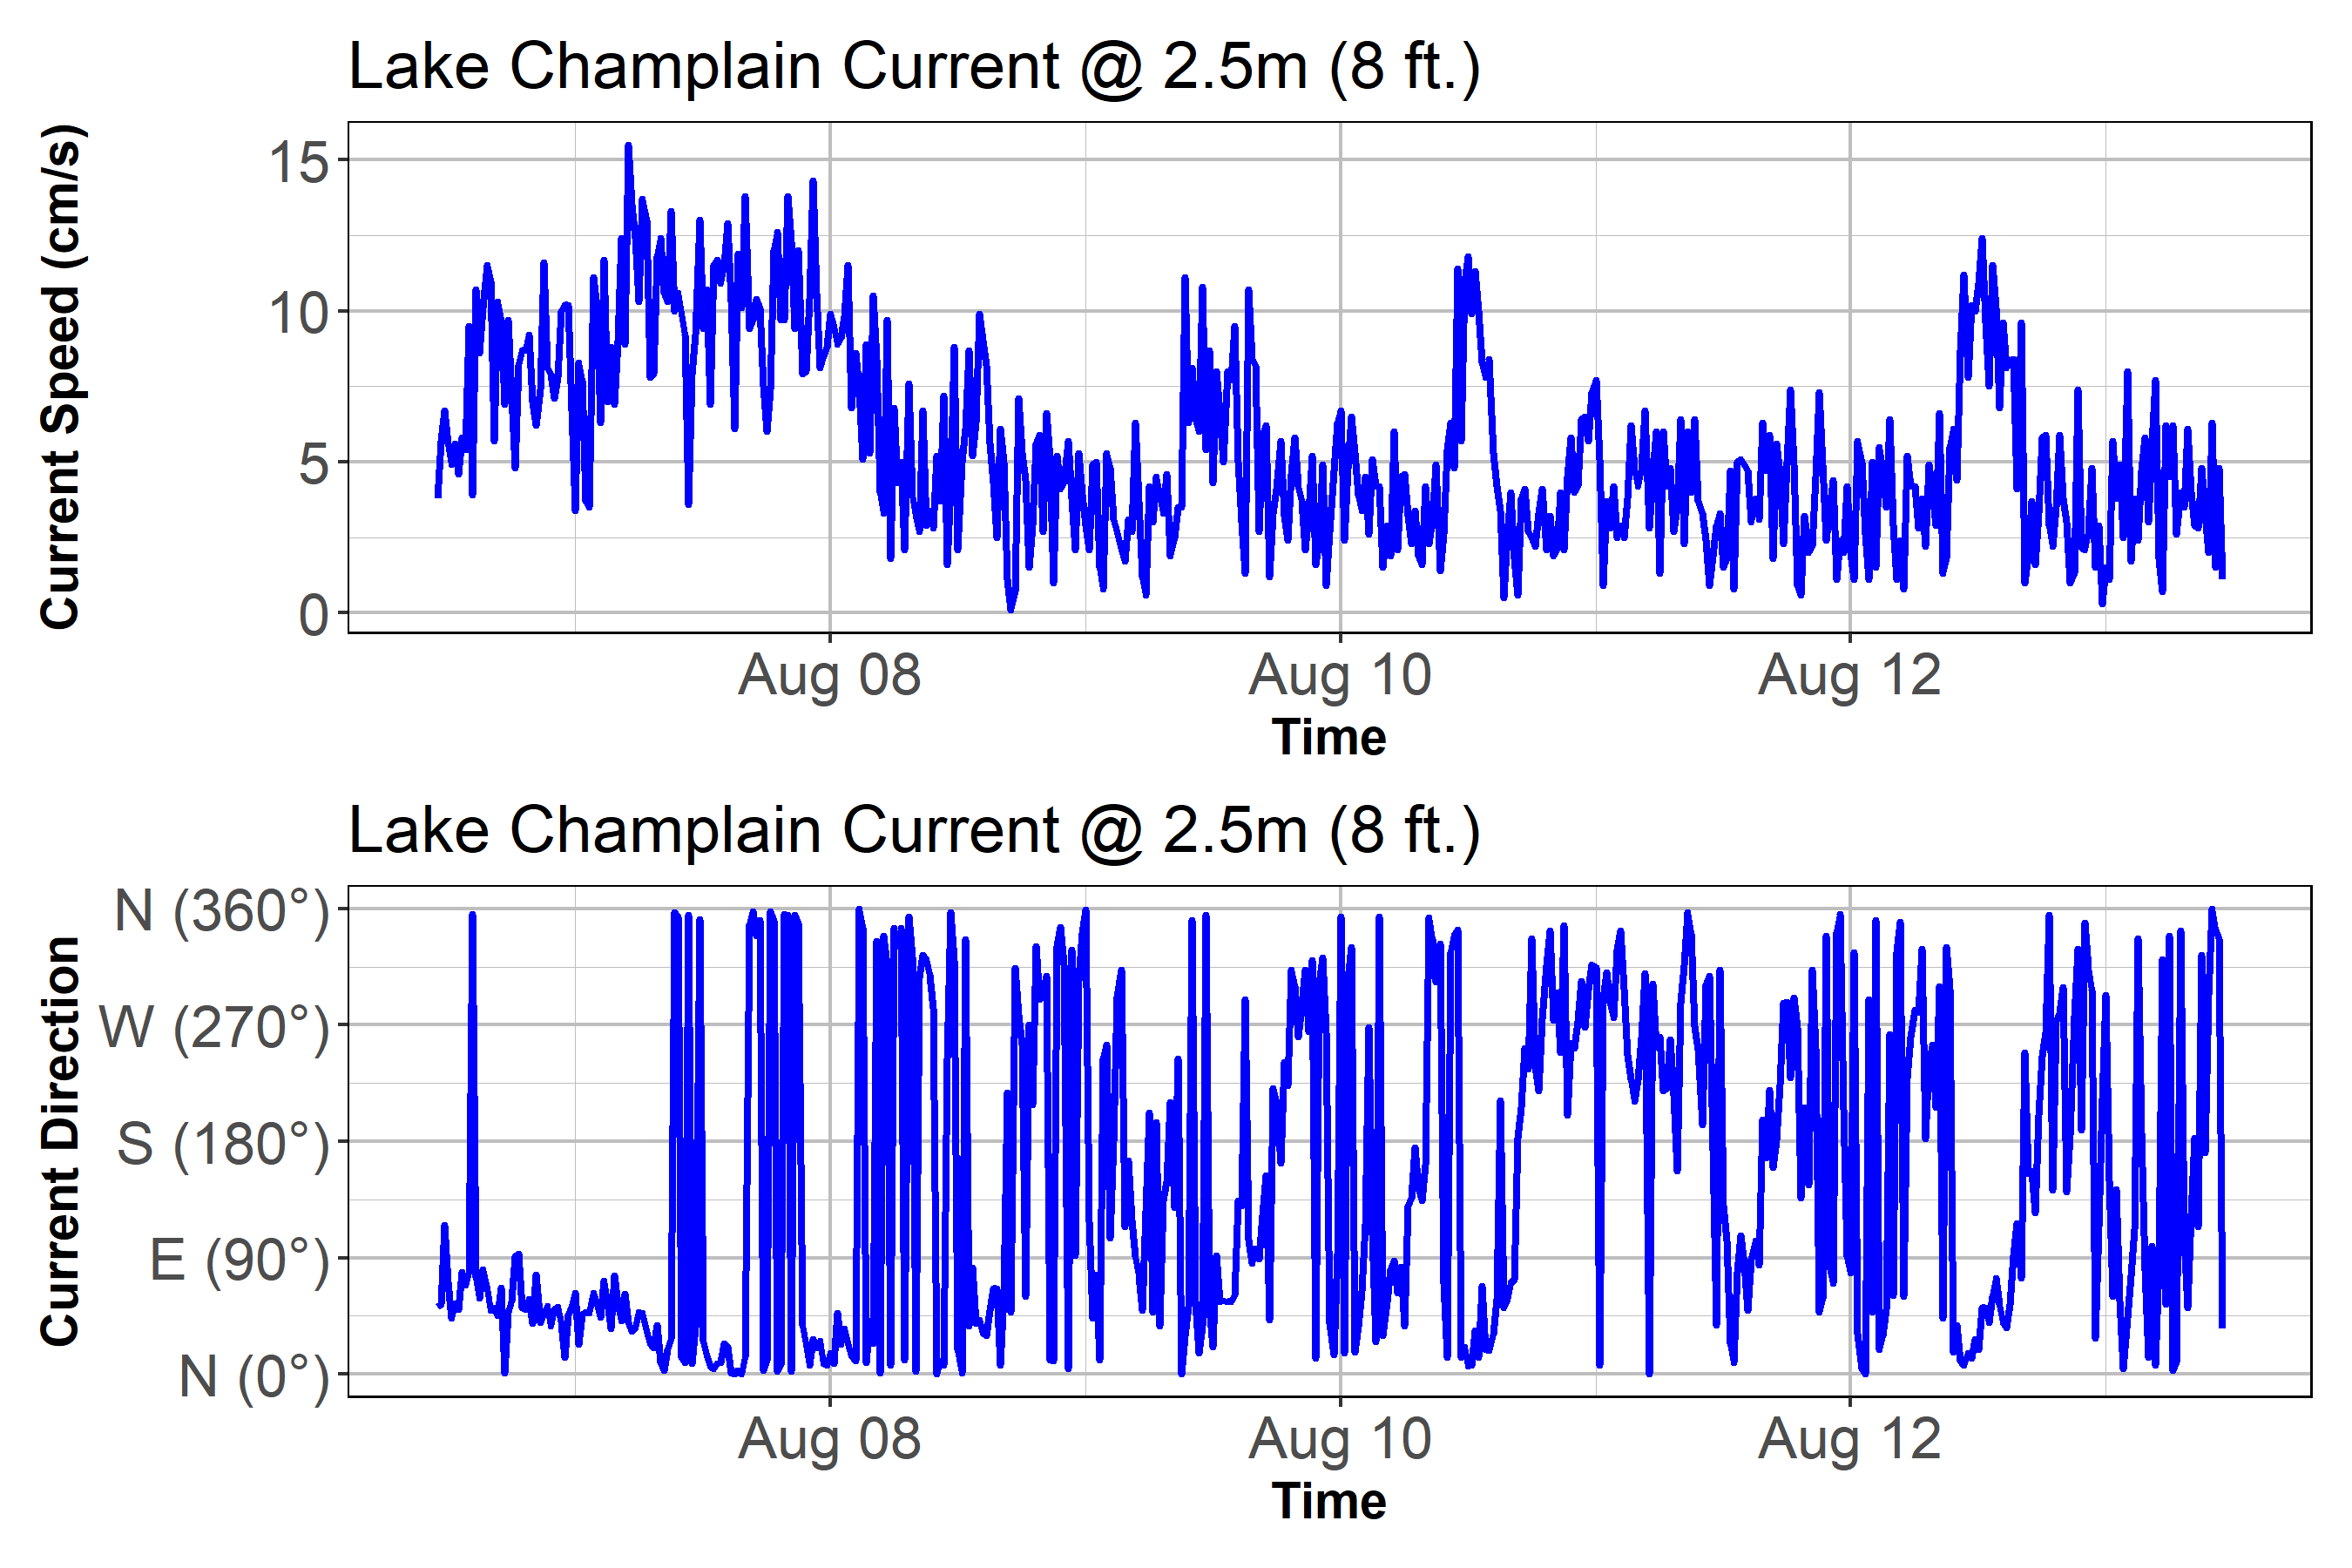 Lake Champlain Current @ 2.5m (8 ft.)
Current Speed (cm/s)
15
10
5
0
Aug 08 Aug 10 Aug 12
Time
Lake Champlain Current @ 2.5m (8 ft.)
Current Direction
N (360°)
W (270°)
S (180°)
E (90°)
N (0°)
Aug 08 Aug 10 Aug 12
Time